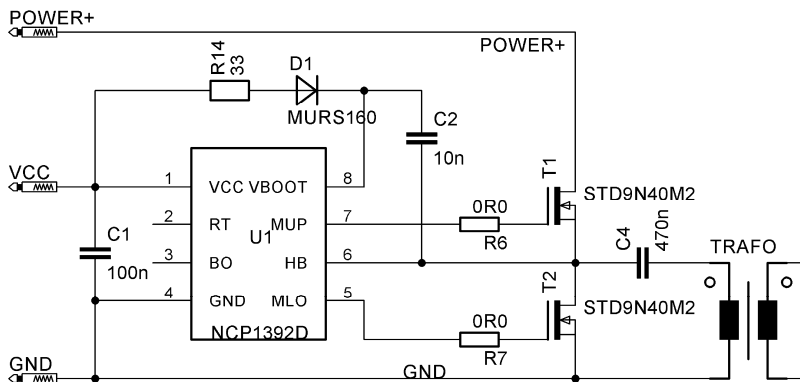 POWER+
POWER+
R14
33
D1
MURS160
C2
10n
VCC
1
VCC VBOOT
8
T1
STD9N40M2
2
RT
MUP
7
0R0
R6
U1
C1
100n
3
BO
HB
6
C4
470n
TRAFO
4
GND
MLO
5
T2
STD9N40M2
0R0
R7
NCP1392D
GND
GND